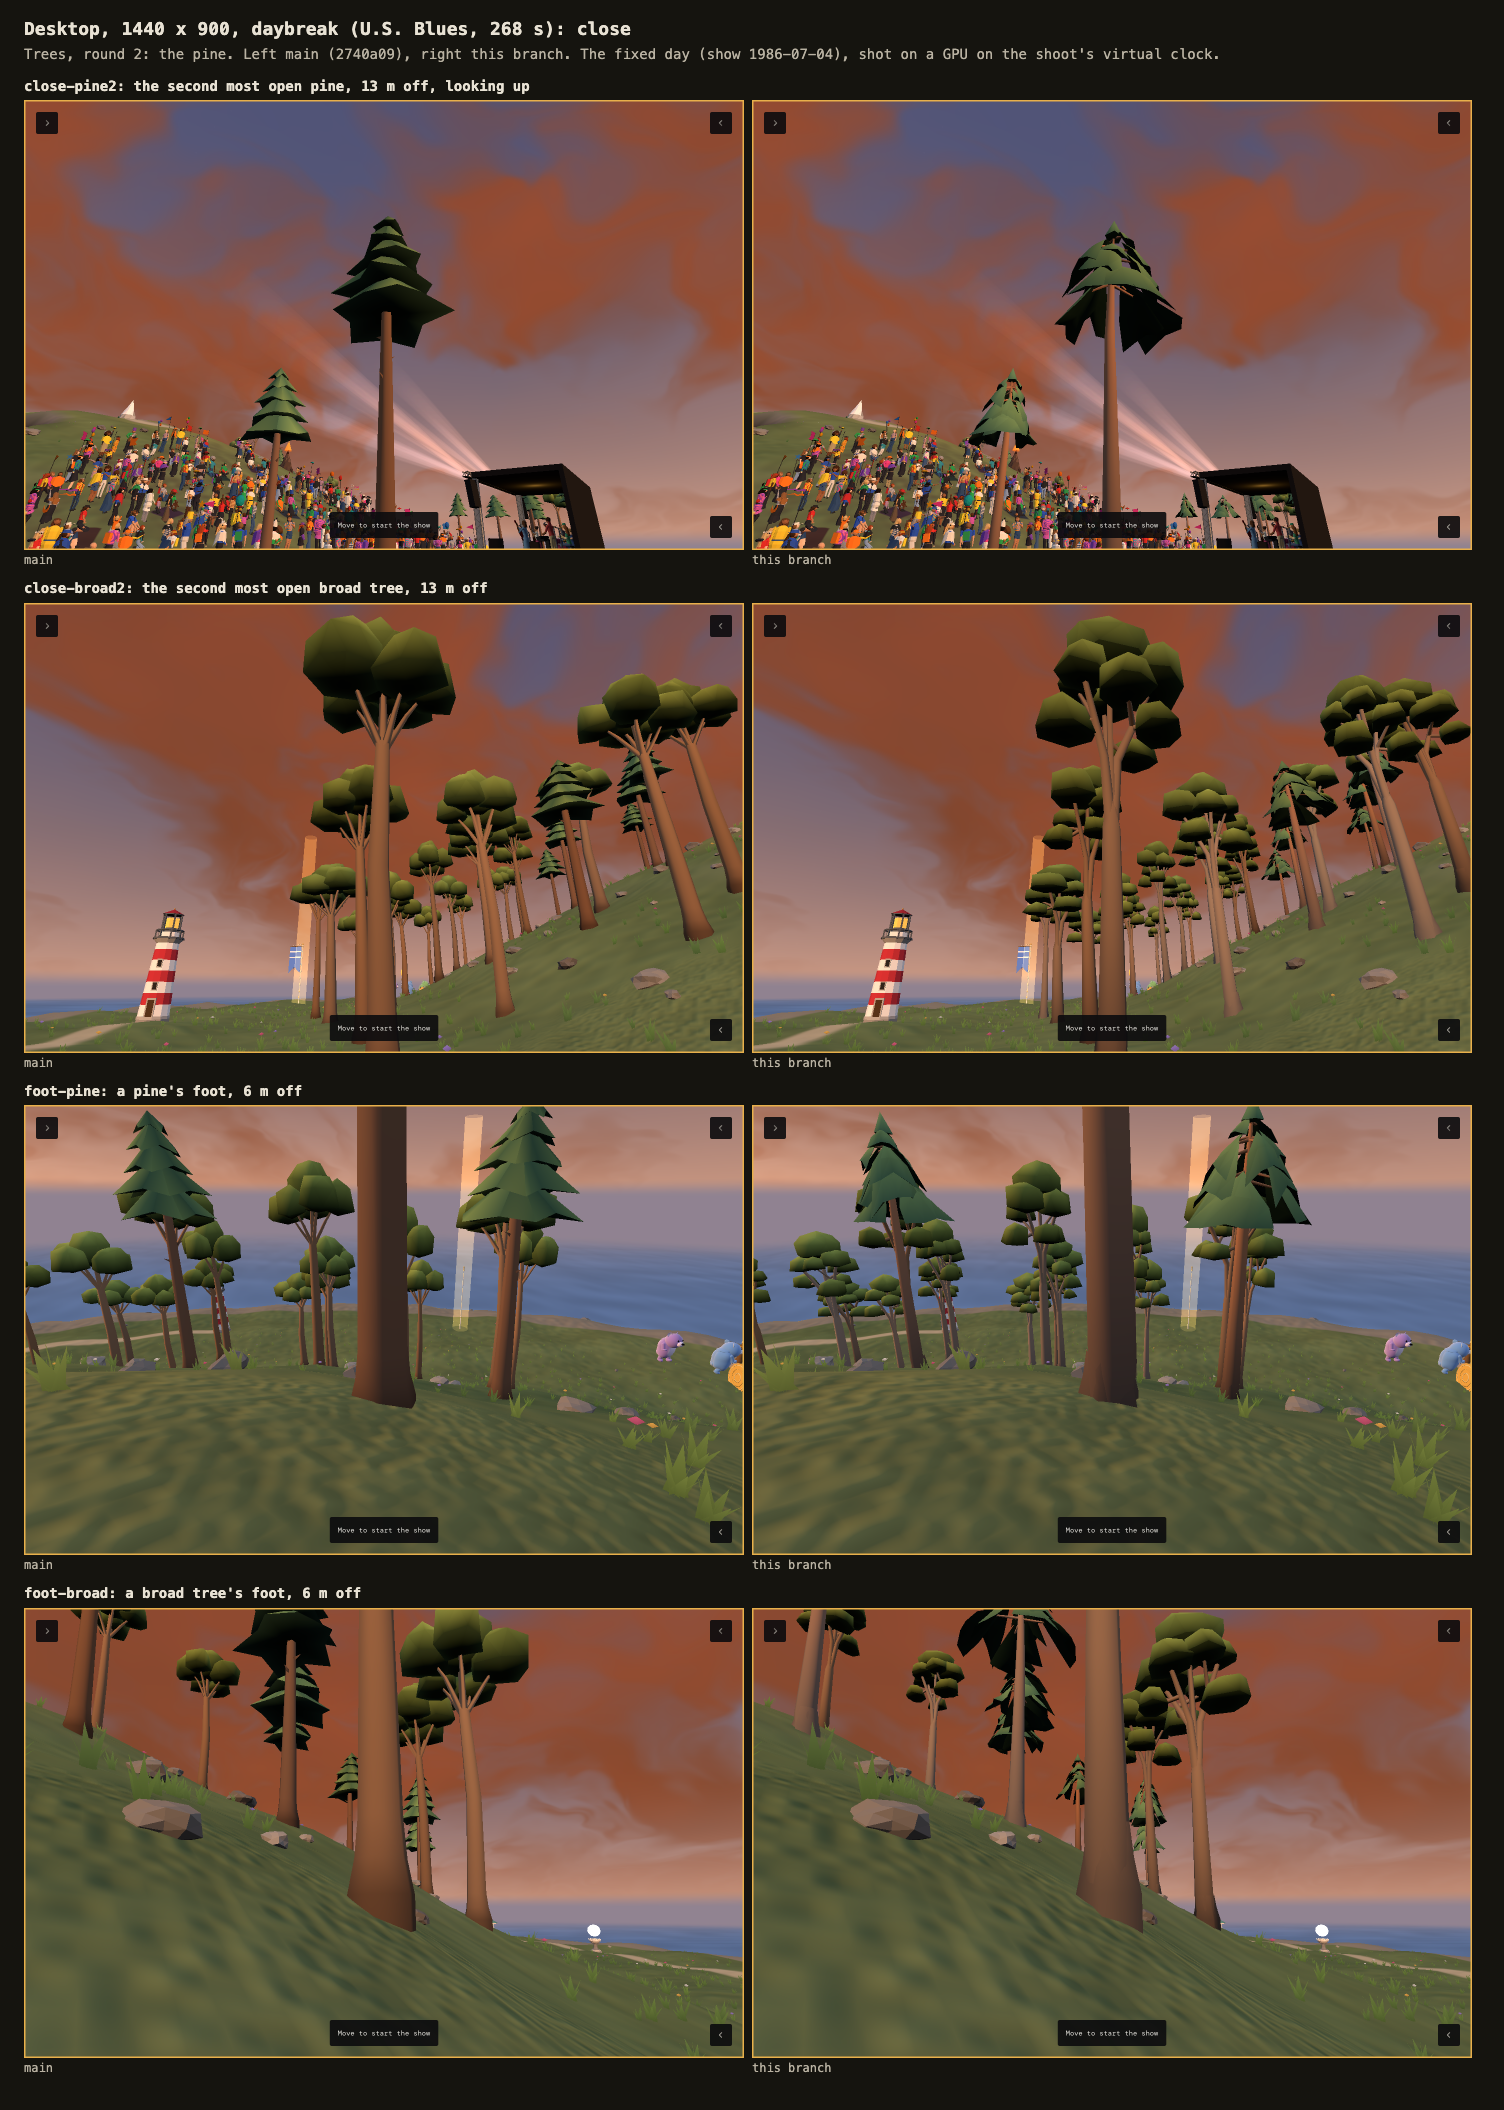 Desktop, 1440 x 900, daybreak (U.S. Blues, 268 s): close
Trees, round 2: the pine. Left main (2740a09), right this branch. The fixed day (show 1986-07-04), shot on a GPU on the shoot's virtual clock.
close-pine2: the second most open pine, 13 m off, looking up
Move to start the show
Move to start the show
main
this branch
close-broad2: the second most open broad tree, 13 m off
Move to start the show
Move to start the show
main
this branch
foot-pine: a pine's foot, 6 m off
Move to start the show
Move to start the show
main
this branch
foot-broad: a broad tree's foot, 6 m off
Move to start the show
Move to start the show
main
this branch